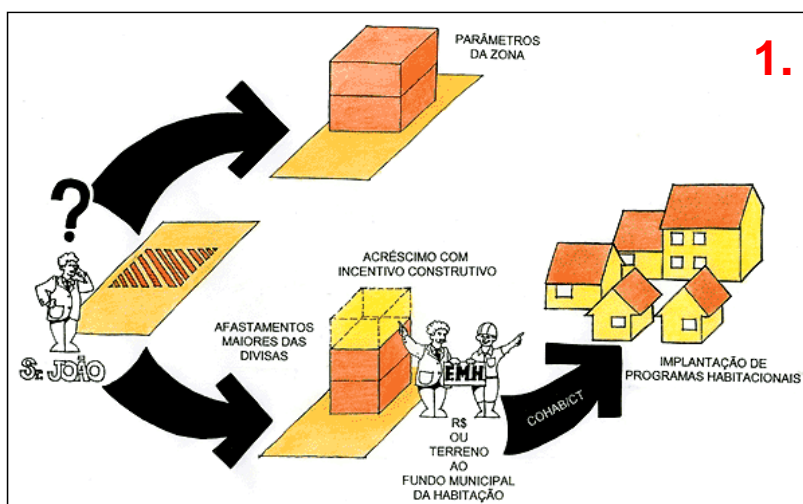 PARÂMETROS
DA ZONA
1.
?
ACRÉSCIMO COM
INCENTIVO CONSTRUTIVO
AFASTAMENTOS
MAIORES DAS
DIVISAS
Sr. JOÃO
EMH
R$
OU
TERRENO
AO
FUNDO MUNICIPAL
DA HABITAÇÃO
COHAB/CT
IMPLANTAÇÃO DE
PROGRAMAS HABITACIONAIS